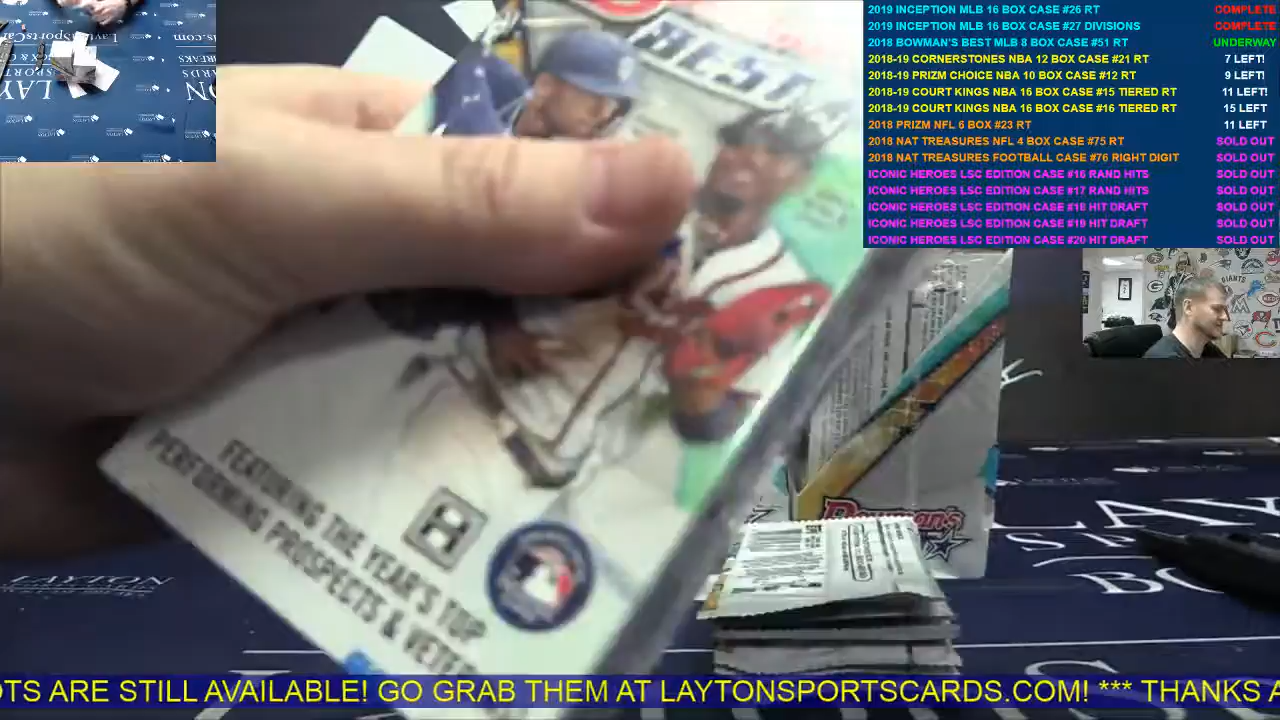 2019 INCEPTION MLB 16 BOX CASE #26 RT COMPLETE
2019 INCEPTION MLB 16 BOX CASE #27 DIVISIONS COMPLETE
2018 BOWMAN'S BEST MLB 8 BOX CASE #51 RT UNDERWAY
2018-19 CORNERSTONES NBA 12 BOX CASE #21 RT 7 LEFT!
2018-19 PRIZM CHOICE NBA 10 BOX CASE #12 RT 9 LEFT!
2018-19 COURT KINGS NBA 16 BOX CASE #15 TIERED RT 11 LEFT!
2018-19 COURT KINGS NBA 16 BOX CASE #16 TIERED RT 15 LEFT
2018 PRIZM NFL 6 BOX #23 RT 11 LEFT
2018 NAT TREASURES NFL 4 BOX CASE #75 RT SOLD OUT
2018 NAT TREASURES FOOTBALL CASE #76 RIGHT DIGIT SOLD OUT
ICONIC HEROES LSC EDITION CASE #16 RAND HITS SOLD OUT
ICONIC HEROES LSC EDITION CASE #17 RAND HITS SOLD OUT
ICONIC HEROES LSC EDITION CASE #18 HIT DRAFT SOLD OUT
ICONIC HEROES LSC EDITION CASE #19 HIT DRAFT SOLD OUT
ICONIC HEROES LSC EDITION CASE #20 HIT DRAFT SOLD OUT
BEST
GIANTS
FEATURING THE YEAR'S TOP
PERFORMING PROSPECTS &
Bowman's
LAYTON
LAY
SP
BO
OTS ARE STILL AVAILABLE! GO GRAB THEM AT LAYTONSPORTSCARDS.COM! *** THANKS A